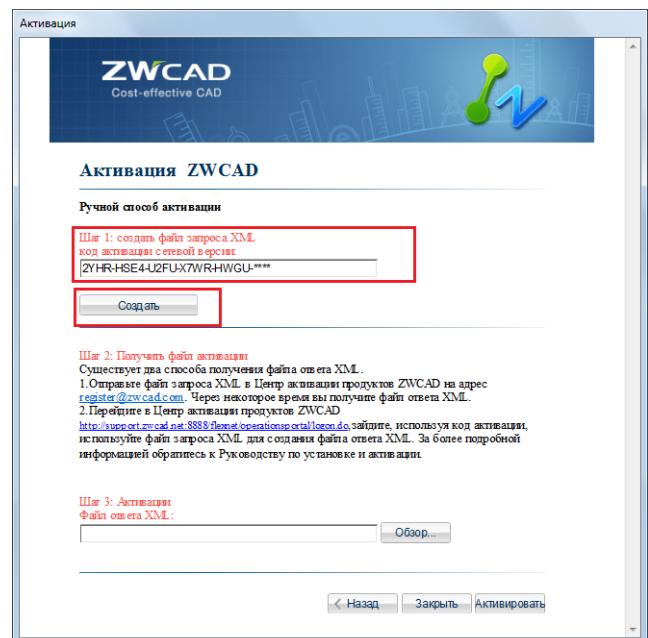 Активация
ZWCAD
Cost-effective CAD
Активация ZWCAD
Ручной способ активации
Шаг 1: создать файл запроса XML.
код активации сетевой версии:
2YHR-HSE4-U2FU-X7WR-HWGU-****
Создать
Шаг 2: Получить файл активации
Существует два способа получения файла ответа XML.
1.Отправьте файл запроса XML в Центр активации продуктов ZWCAD на адрес
register@zwcad.com. Через некоторое время вы получите файл ответа XML.
2.Перейдите в Центр активации продуктов ZWCAD
http://support.zwcad.net:8888/flexnet/operationsportal/logon.do,зайдите, используя код активации,
используйте файл запроса XML для создания файла ответа XML. За более подробной
информацией обратитесь к Руководству по установке и активации.
Шаг 3: Активации
Файл ответа XML:
Обзор...
Назад
Закрыть
Активировать